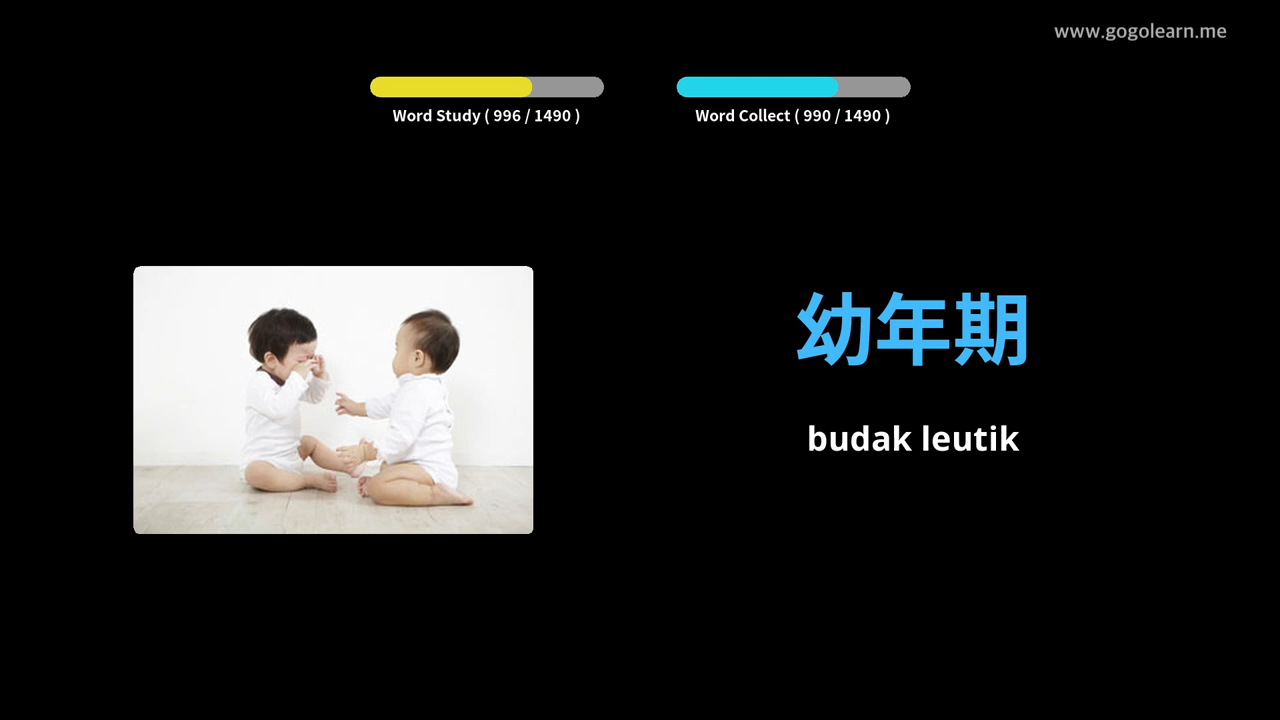 www.gogolearn.me
Word Study ( 996 / 1490 )
Word Collect ( 990 / 1490 )
幼年期
budak leutik